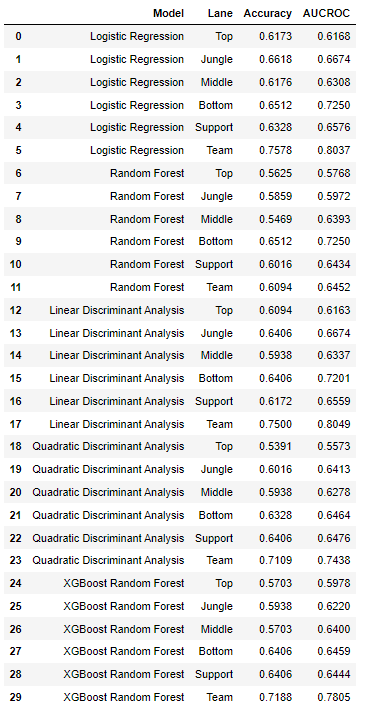 Model Lane Accuracy AUCROC
0 Logistic Regression Top 0.6173 0.6168
1 Logistic Regression Jungle 0.6618 0.6674
2 Logistic Regression Middle 0.6176 0.6308
3 Logistic Regression Bottom 0.6512 0.7250
4 Logistic Regression Support 0.6328 0.6576
5 Logistic Regression Team 0.7578 0.8037
6 Random Forest Top 0.5625 0.5768
7 Random Forest Jungle 0.5859 0.5972
8 Random Forest Middle 0.5469 0.6393
9 Random Forest Bottom 0.6512 0.7250
10 Random Forest Support 0.6016 0.6434
11 Random Forest Team 0.6094 0.6452
12 Linear Discriminant Analysis Top 0.6094 0.6163
13 Linear Discriminant Analysis Jungle 0.6406 0.6674
14 Linear Discriminant Analysis Middle 0.5938 0.6337
15 Linear Discriminant Analysis Bottom 0.6406 0.7201
16 Linear Discriminant Analysis Support 0.6172 0.6559
17 Linear Discriminant Analysis Team 0.7500 0.8049
18 Quadratic Discriminant Analysis Top 0.5391 0.5573
19 Quadratic Discriminant Analysis Jungle 0.6016 0.6413
20 Quadratic Discriminant Analysis Middle 0.5938 0.6278
21 Quadratic Discriminant Analysis Bottom 0.6328 0.6464
22 Quadratic Discriminant Analysis Support 0.6406 0.6476
23 Quadratic Discriminant Analysis Team 0.7109 0.7438
24 XGBoost Random Forest Top 0.5703 0.5978
25 XGBoost Random Forest Jungle 0.5938 0.6220
26 XGBoost Random Forest Middle 0.5703 0.6400
27 XGBoost Random Forest Bottom 0.6406 0.6459
28 XGBoost Random Forest Support 0.6406 0.6444
29 XGBoost Random Forest Team 0.7188 0.7805